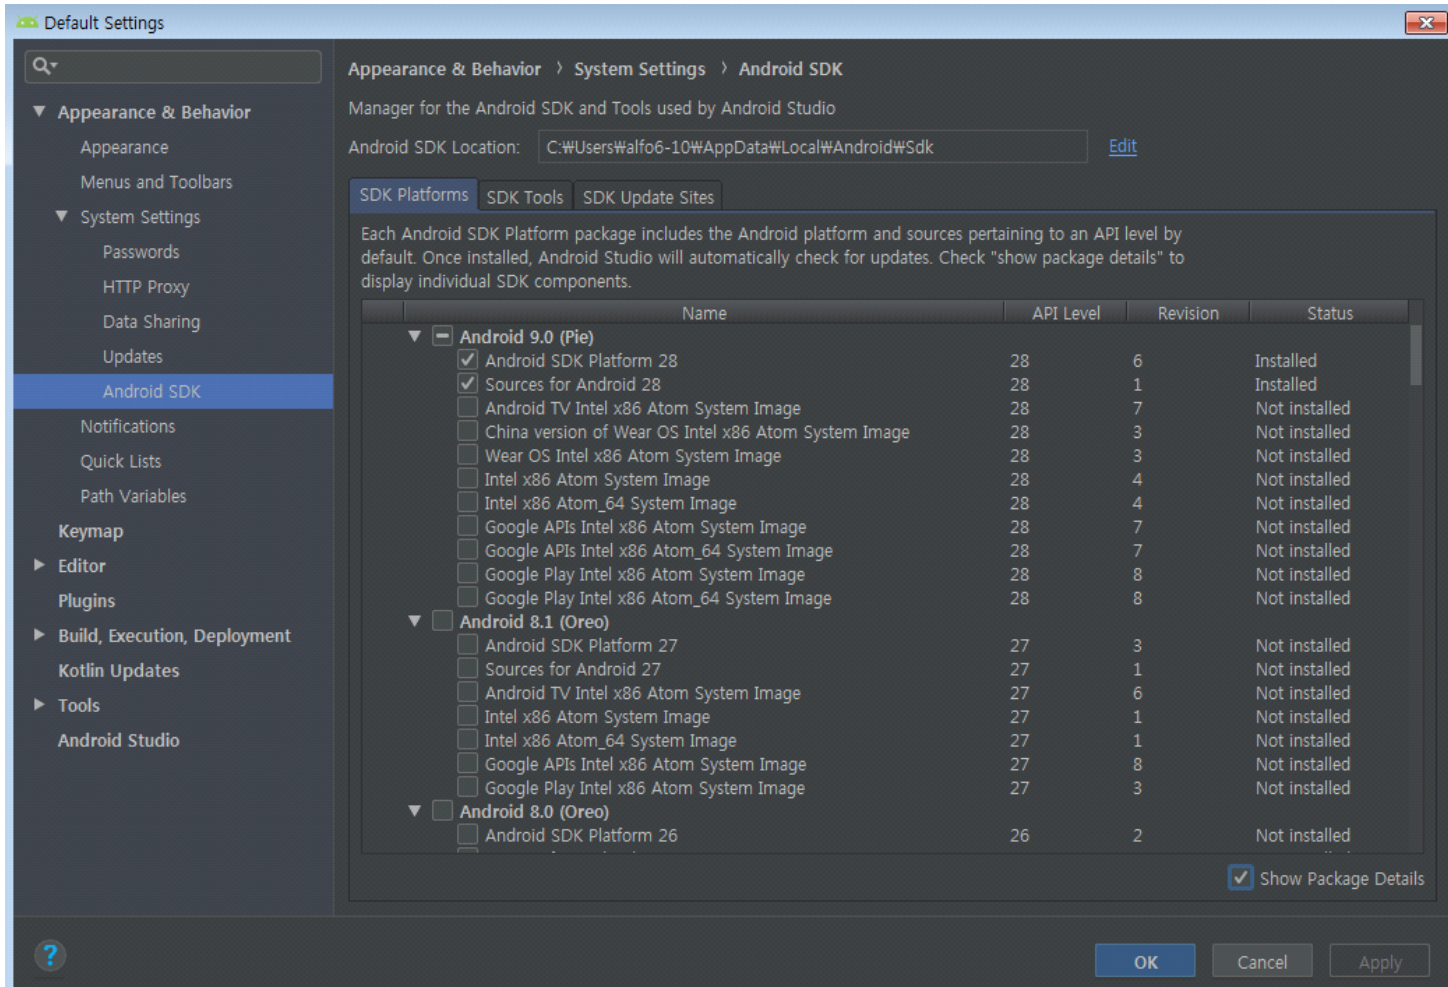 Default Settings
Appearance & Behavior
Appearance
Menus and Toolbars
System Settings
Passwords
HTTP Proxy
Data Sharing
Updates
Android SDK
Notifications
Quick Lists
Path Variables
Keymap
Editor
Plugins
Build, Execution, Deployment
Kotlin Updates
Tools
Android Studio
Appearance & Behavior › System Settings › Android SDK
Manager for the Android SDK and Tools used by Android Studio
Android SDK Location: C:₩Users₩alfo6-10₩AppData₩Local₩Android₩Sdk Edit
SDK Platforms SDK Tools SDK Update Sites
Each Android SDK Platform package includes the Android platform and sources pertaining to an API level by
default. Once installed, Android Studio will automatically check for updates. Check "show package details" to
display individual SDK components.
Name API Level Revision Status
Android 9.0 (Pie)
Android SDK Platform 28 28 6 Installed
Sources for Android 28 28 1 Installed
Android TV Intel x86 Atom System Image 28 7 Not installed
China version of Wear OS Intel x86 Atom System Image 28 3 Not installed
Wear OS Intel x86 Atom System Image 28 3 Not installed
Intel x86 Atom System Image 28 4 Not installed
Intel x86 Atom_64 System Image 28 4 Not installed
Google APIs Intel x86 Atom System Image 28 7 Not installed
Google APIs Intel x86 Atom_64 System Image 28 7 Not installed
Google Play Intel x86 Atom System Image 28 8 Not installed
Google Play Intel x86 Atom_64 System Image 28 8 Not installed
Android 8.1 (Oreo)
Android SDK Platform 27 27 3 Not installed
Sources for Android 27 27 1 Not installed
Android TV Intel x86 Atom System Image 27 6 Not installed
Intel x86 Atom System Image 27 1 Not installed
Intel x86 Atom_64 System Image 27 1 Not installed
Google APIs Intel x86 Atom System Image 27 8 Not installed
Google Play Intel x86 Atom System Image 27 3 Not installed
Android 8.0 (Oreo)
Android SDK Platform 26 26 2 Not installed
Show Package Details
? OK Cancel Apply